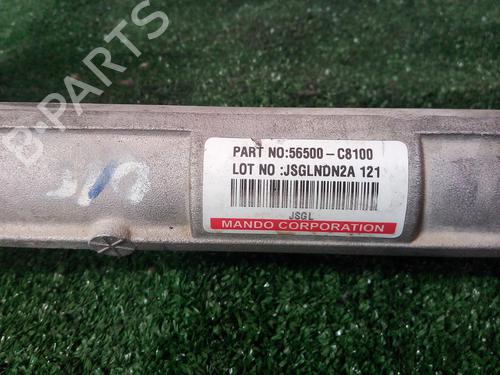 B-PARTS
PART NO:56500-C8100
LOT NO :JSGLNDN2A 121
JSGL
MANDO CORPORATION